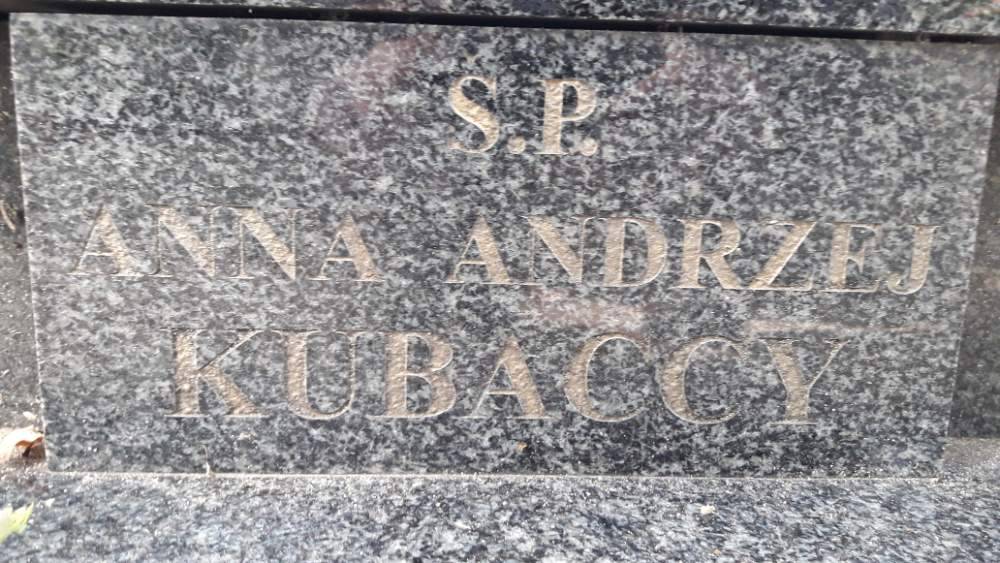 Ś.P.
ANNA ANDRZEJ
KUBACCY